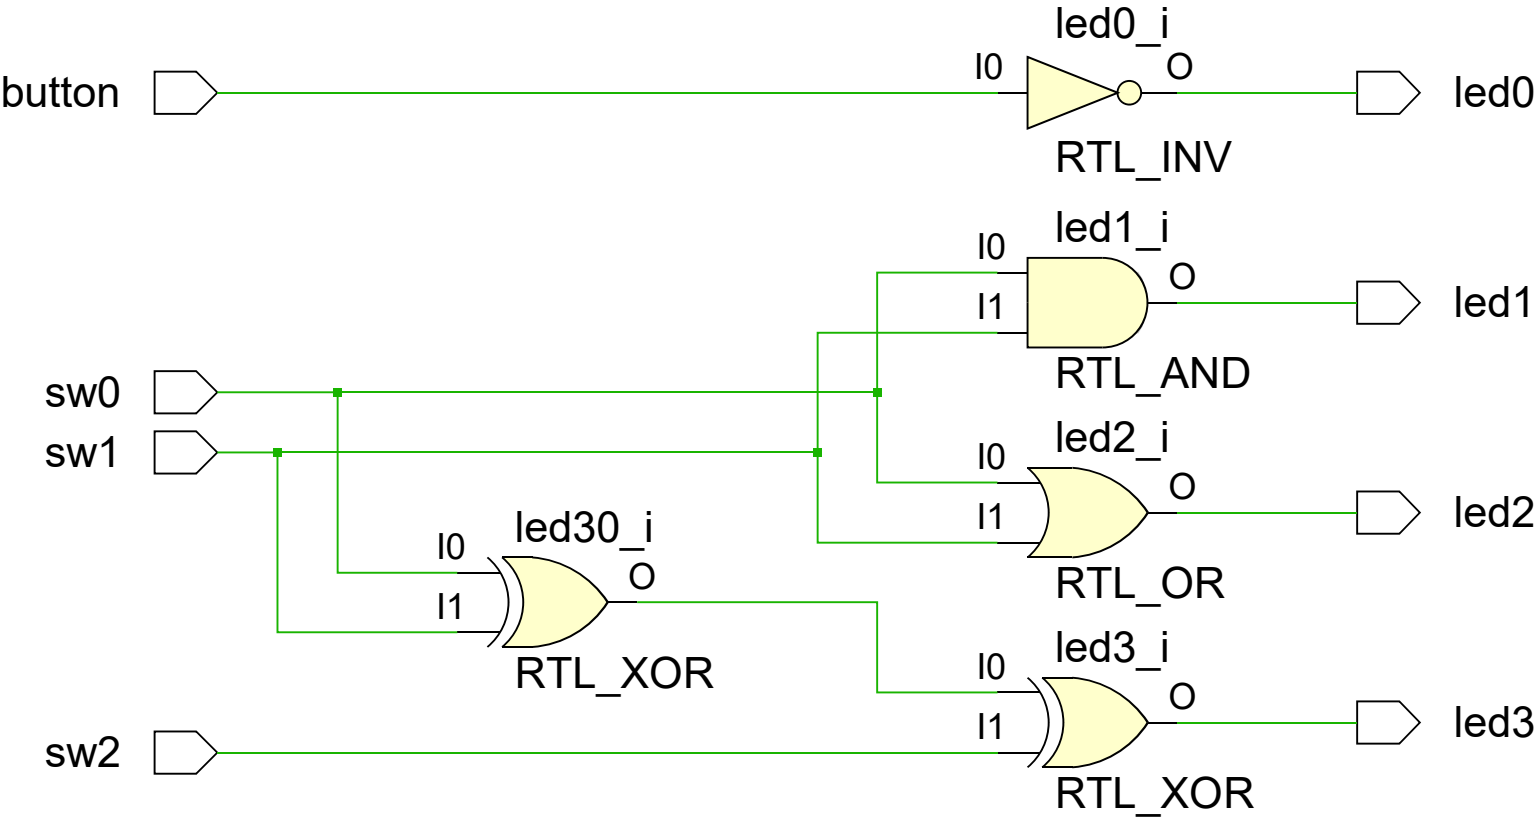 led0_i
I0
O
button
led0
RTL_INV
led1_i
I0
O
I1
led1
RTL_AND
sw0
sw1
led2_i
I0
O
I1
led2
RTL_OR
led30_i
I0
O
I1
RTL_XOR
led3_i
I0
O
I1
led3
sw2
RTL_XOR